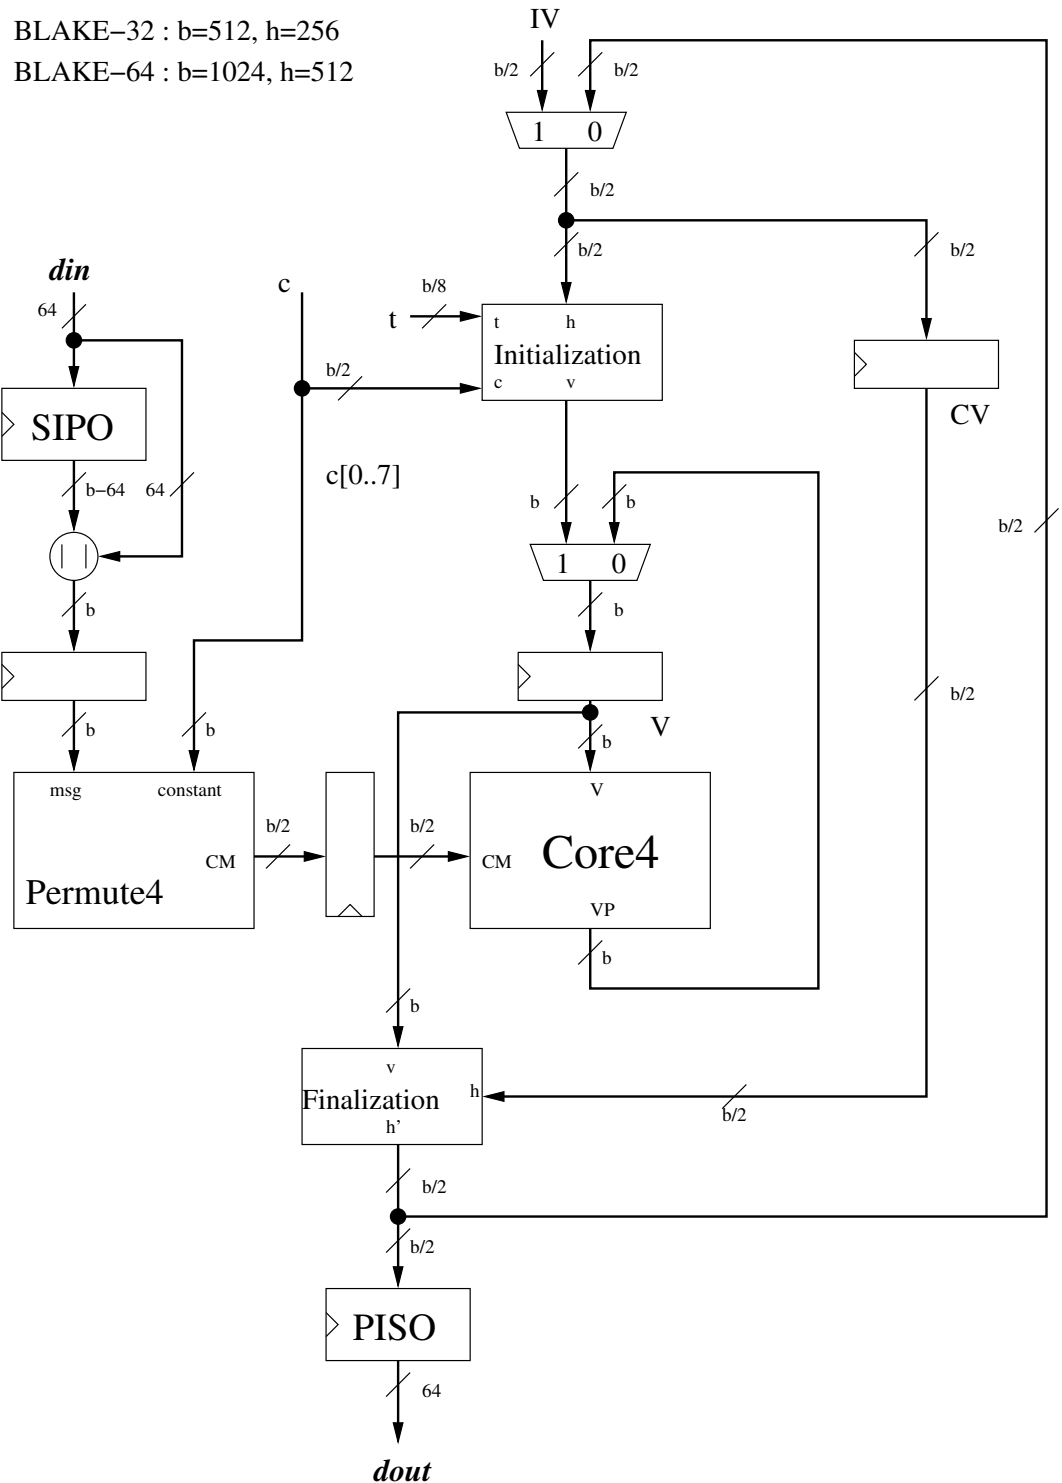 BLAKE−32 : b=512, h=256
BLAKE−64 : b=1024, h=512
IV
b/2
b/2
1 0
b/2
b/2
b/2
din
64
c
t
b/8
t h
Initialization
c v
b/2
SIPO
CV
c[0..7]
b−64
64
b
b
b/2
1 0
b
b
b/2
V
b
b
b
msg constant
CM
Permute4
b/2
b/2
V
CM
Core4
VP
b
b
v
Finalization
h
h'
b/2
b/2
b/2
PISO
64
dout